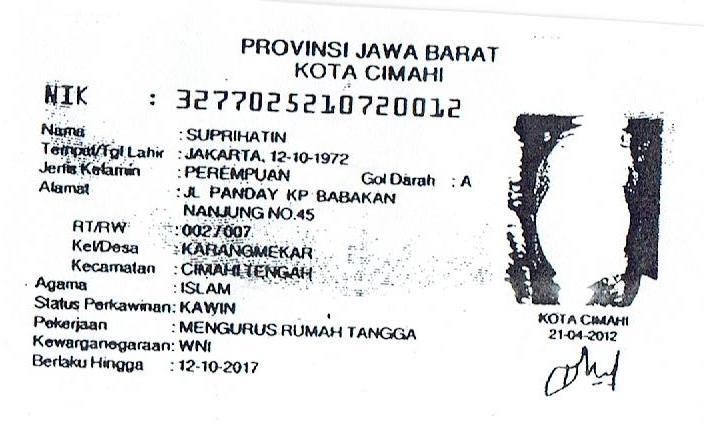 PROVINSI JAWA BARAT
KOTA CIMAHI
NIK : 3277025210720012
Nama : SUPRIHATIN
Tempat/Tgl Lahir : JAKARTA, 12-10-1972
Jenis Kelamin : PEREMPUAN Gol Darah : A
Alamat : JL PANDAY KP BABAKAN
NANJUNG NO.45
RT/RW : 002/007
Kel/Desa : KARANGMEKAR
Kecamatan : CIMAHI TENGAH
Agama : ISLAM
Status Perkawinan: KAWIN
Pekerjaan : MENGURUS RUMAH TANGGA
Kewarganegaraan: WNI
Berlaku Hingga : 12-10-2017
KOTA CIMAHI
21-04-2012